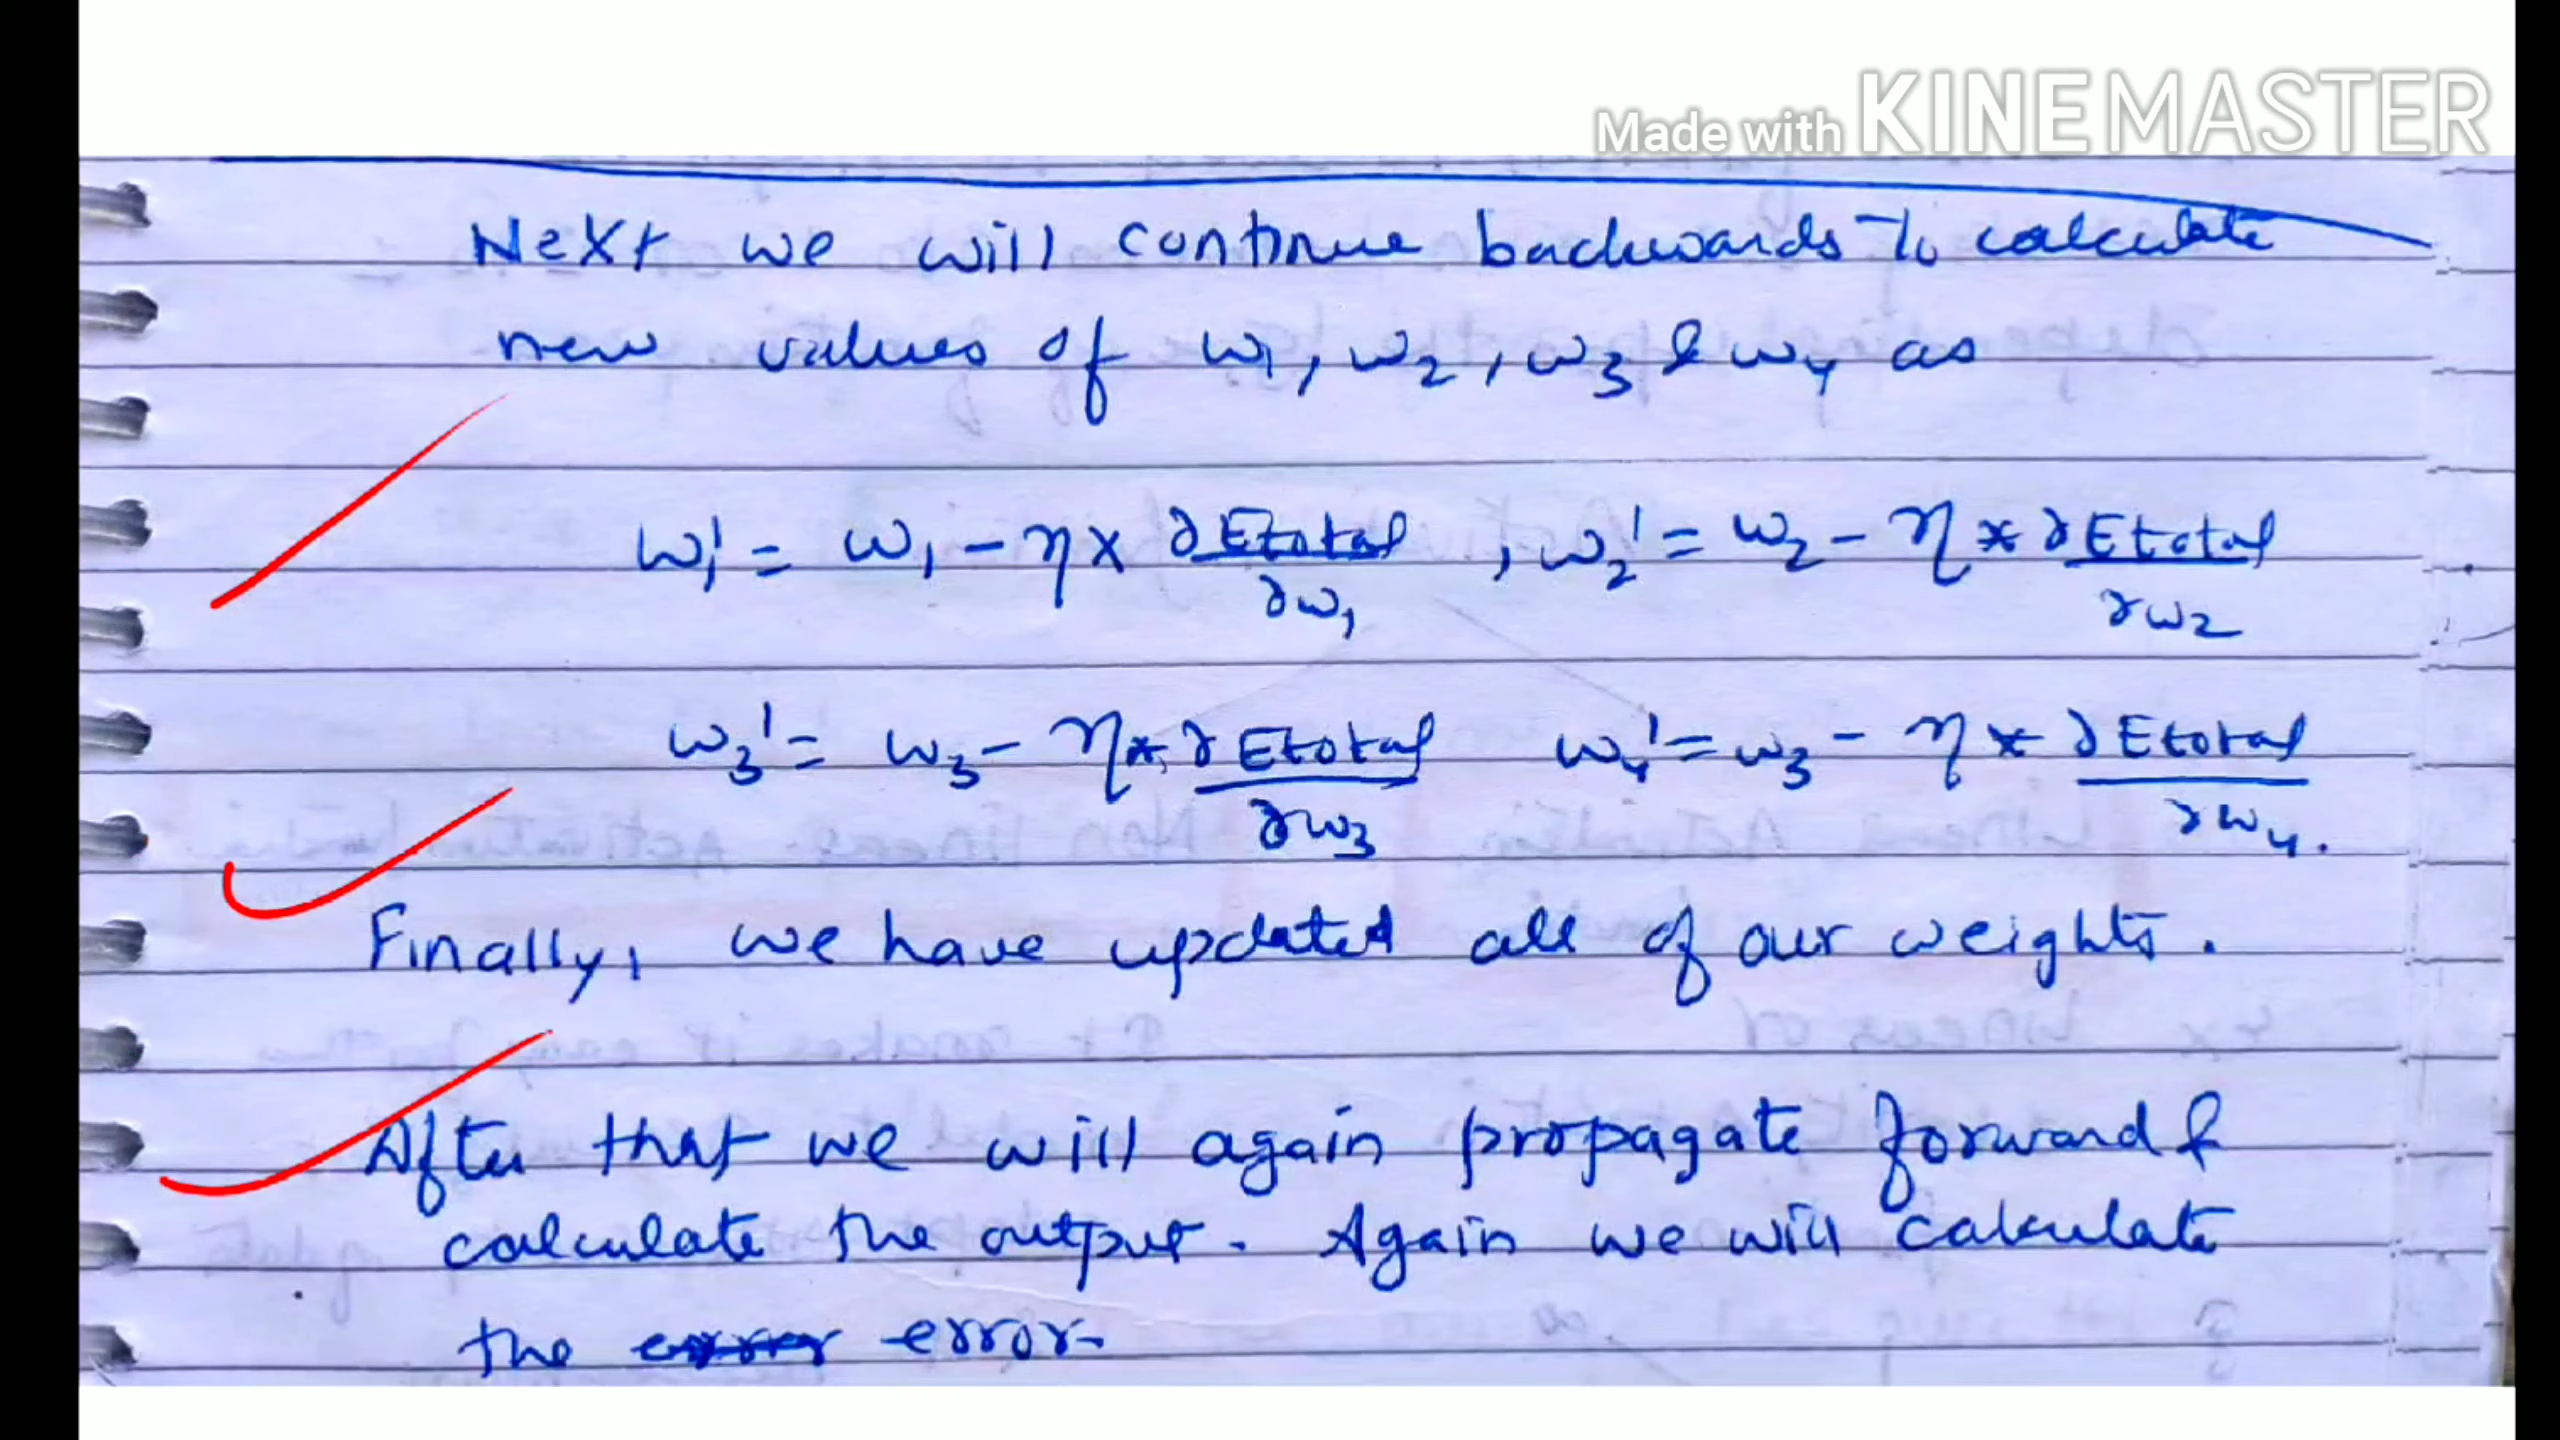 Made with KINEMASTER
Next we will continue backwards to calculate
new values of w1, w2, w3 & w4 as
w1' = w1 - η × ∂Etotal/∂w1 , w2' = w2 - η * ∂Etotal/∂w2
w3' = w3 - η * ∂Etotal/∂w3 w4' = w3 - η * ∂Etotal/∂w4.
Finally, we have updated all of our weights.
After that we will again propagate forward &
calculate the output. Again we will calculate
the error error.